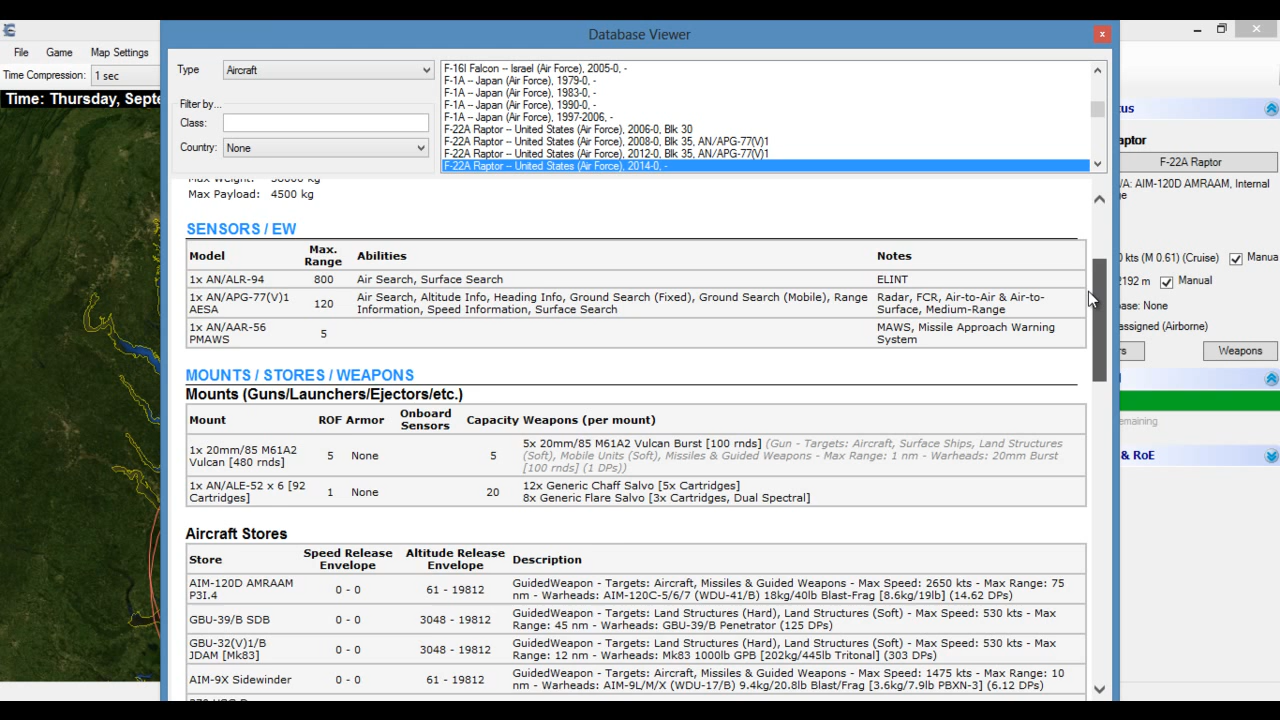 Database Viewer
File Game Map Settings
Time Compression: 1 sec
Time: Thursday, Septe
Type Aircraft
Filter by...
Class:
Country: None
F-16I Falcon -- Israel (Air Force), 2005-0, -
F-1A -- Japan (Air Force), 1979-0, -
F-1A -- Japan (Air Force), 1983-0, -
F-1A -- Japan (Air Force), 1990-0, -
F-1A -- Japan (Air Force), 1997-2006, -
F-22A Raptor -- United States (Air Force), 2006-0, Blk 30
F-22A Raptor -- United States (Air Force), 2008-0, Blk 35, AN/APG-77(V)1
F-22A Raptor -- United States (Air Force), 2012-0, Blk 35, AN/APG-77(V)1
F-22A Raptor -- United States (Air Force), 2014-0, -
Max Payload: 4500 kg
SENSORS / EW
Model Max. Range Abilities Notes
1x AN/ALR-94 800 Air Search, Surface Search ELINT
1x AN/APG-77(V)1 AESA 120 Air Search, Altitude Info, Heading Info, Ground Search (Fixed), Ground Search (Mobile), Range Information, Speed Information, Surface Search Radar, FCR, Air-to-Air & Air-to-Surface, Medium-Range
1x AN/AAR-56 PMAWS 5 MAWS, Missile Approach Warning System
MOUNTS / STORES / WEAPONS
Mounts (Guns/Launchers/Ejectors/etc.)
Mount ROF Armor Onboard Sensors Capacity Weapons (per mount)
1x 20mm/85 M61A2 Vulcan [480 rnds] 5 None 5 5x 20mm/85 M61A2 Vulcan Burst [100 rnds] (Gun - Targets: Aircraft, Surface Ships, Land Structures (Soft), Mobile Units (Soft), Missiles & Guided Weapons - Max Range: 1 nm - Warheads: 20mm Burst [100 rnds] (1 DPs))
1x AN/ALE-52 x 6 [92 Cartridges] 1 None 20 12x Generic Chaff Salvo [5x Cartridges]
8x Generic Flare Salvo [3x Cartridges, Dual Spectral]
Aircraft Stores
Store Speed Release Envelope Altitude Release Envelope Description
AIM-120D AMRAAM P3I.4 0 - 0 61 - 19812 GuidedWeapon - Targets: Aircraft, Missiles & Guided Weapons - Max Speed: 2650 kts - Max Range: 75 nm - Warheads: AIM-120C-5/6/7 (WDU-41/B) 18kg/40lb Blast-Frag [8.6kg/19lb] (14.62 DPs)
GBU-39/B SDB 0 - 0 3048 - 19812 GuidedWeapon - Targets: Land Structures (Hard), Land Structures (Soft) - Max Speed: 530 kts - Max Range: 45 nm - Warheads: GBU-39/B Penetrator (125 DPs)
GBU-32(V)1/B JDAM [Mk83] 0 - 0 3048 - 19812 GuidedWeapon - Targets: Land Structures (Hard), Land Structures (Soft) - Max Speed: 530 kts - Max Range: 12 nm - Warheads: Mk83 1000lb GPB [202kg/445lb Tritonal] (303 DPs)
AIM-9X Sidewinder 0 - 0 61 - 19812 GuidedWeapon - Targets: Aircraft, Missiles & Guided Weapons - Max Speed: 1475 kts - Max Range: 10 nm - Warheads: AIM-9L/M/X (WDU-17/B) 9.4kg/20.8lb Blast/Frag [3.6kg/7.9lb PBXN-3] (6.12 DPs)
tus
aptor
F-22A Raptor
/A: AIM-120D AMRAAM, Internal
ge
0 kts (M 0.61) (Cruise) Manua
2192 m Manual
base: None
assigned (Airborne)
rs Weapons
emaining
& RoE